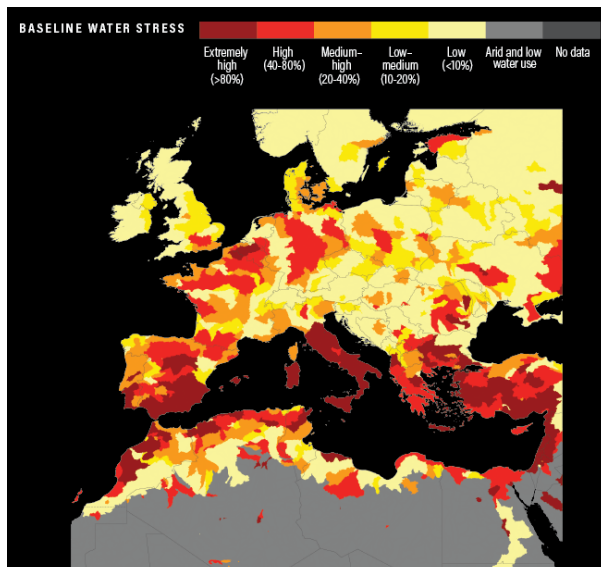 BASELINE WATER STRESS
Extremely high (>80%)
High (40-80%)
Medium–high (20-40%)
Low–medium (10-20%)
Low (<10%)
Arid and low water use
No data